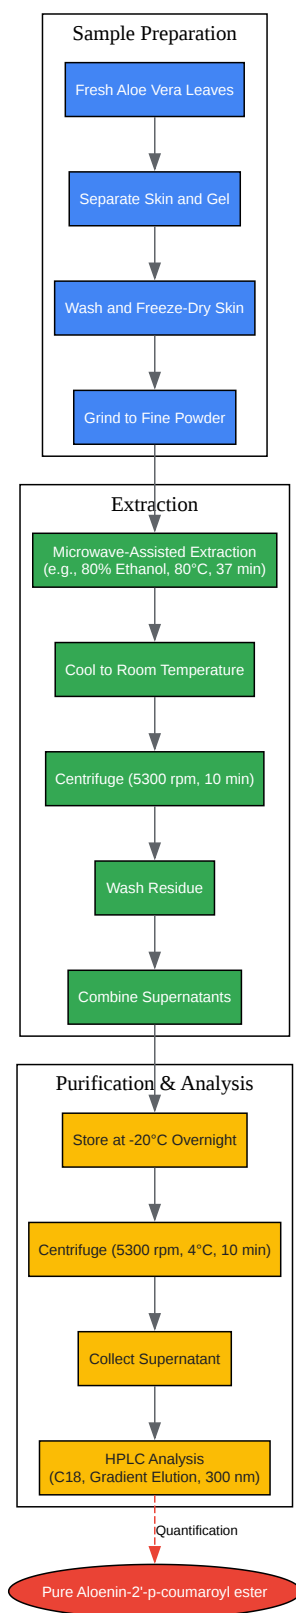 Sample Preparation
Fresh Aloe Vera Leaves
Separate Skin and Gel
Wash and Freeze-Dry Skin
Grind to Fine Powder
Extraction
Microwave-Assisted Extraction
(e.g., 80% Ethanol, 80°C, 37 min)
Cool to Room Temperature
Centrifuge (5300 rpm, 10 min)
Wash Residue
Combine Supernatants
Purification & Analysis
Store at -20°C Overnight
Centrifuge (5300 rpm, 4°C, 10 min)
Collect Supernatant
HPLC Analysis
(C18, Gradient Elution, 300 nm)
Quantification
Pure Aloenin-2'-p-coumaroyl ester